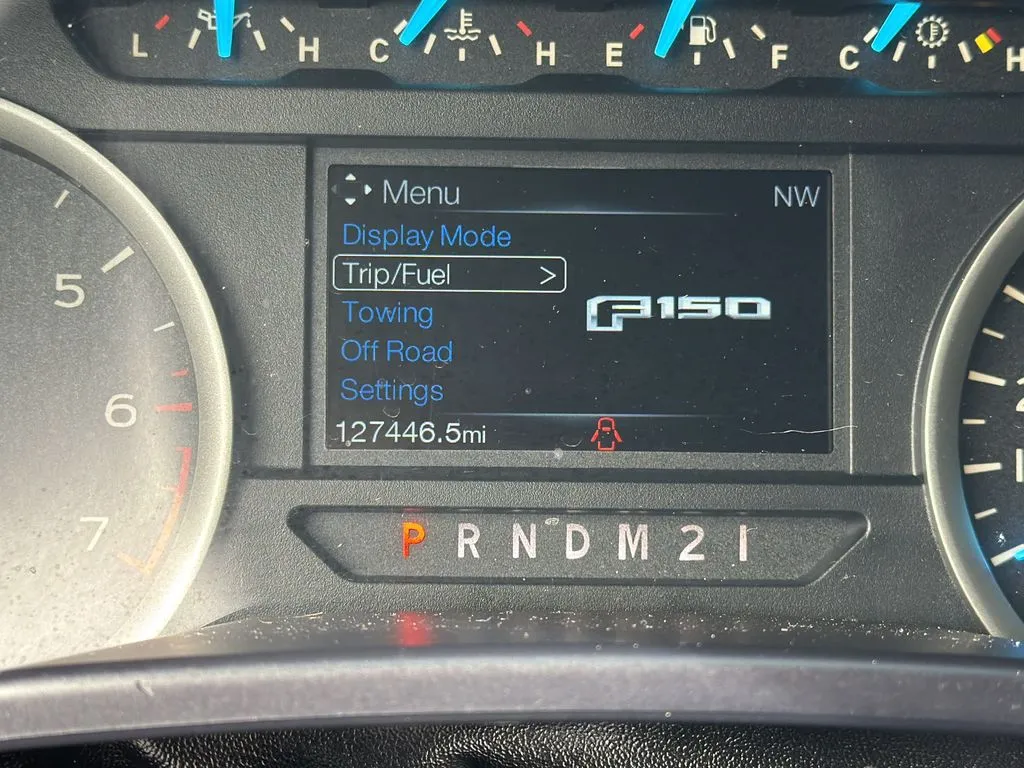 L H C H E F C H
Menu NW
Display Mode
Trip/Fuel >
Towing
F150
Off Road
Settings
127446.5mi
5
6
7
P R N D M 2 1